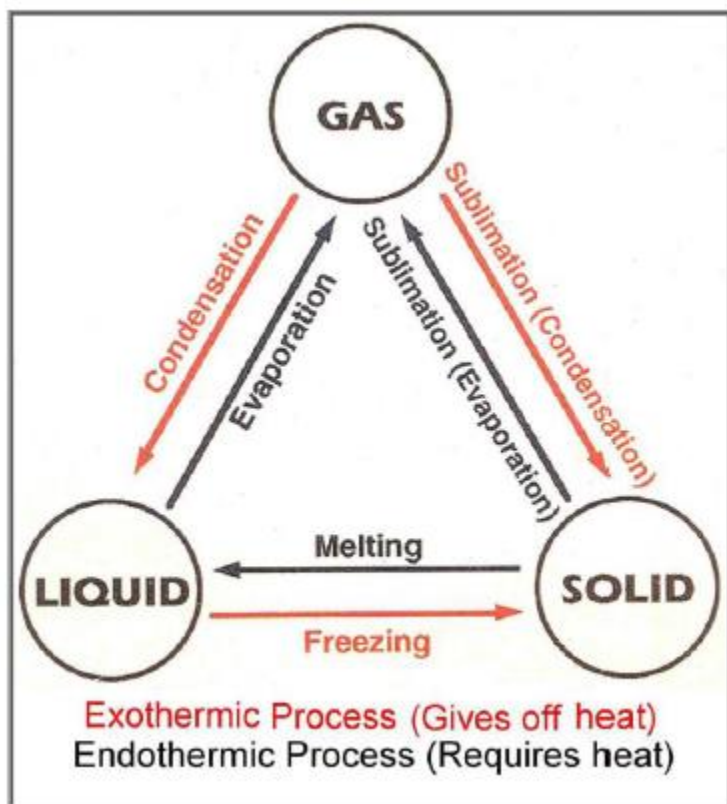 GAS
Condensation
Evaporation
Sublimation (Evaporation)
Sublimation (Condensation)
LIQUID
Melting
Freezing
SOLID
Exothermic Process (Gives off heat)
Endothermic Process (Requires heat)